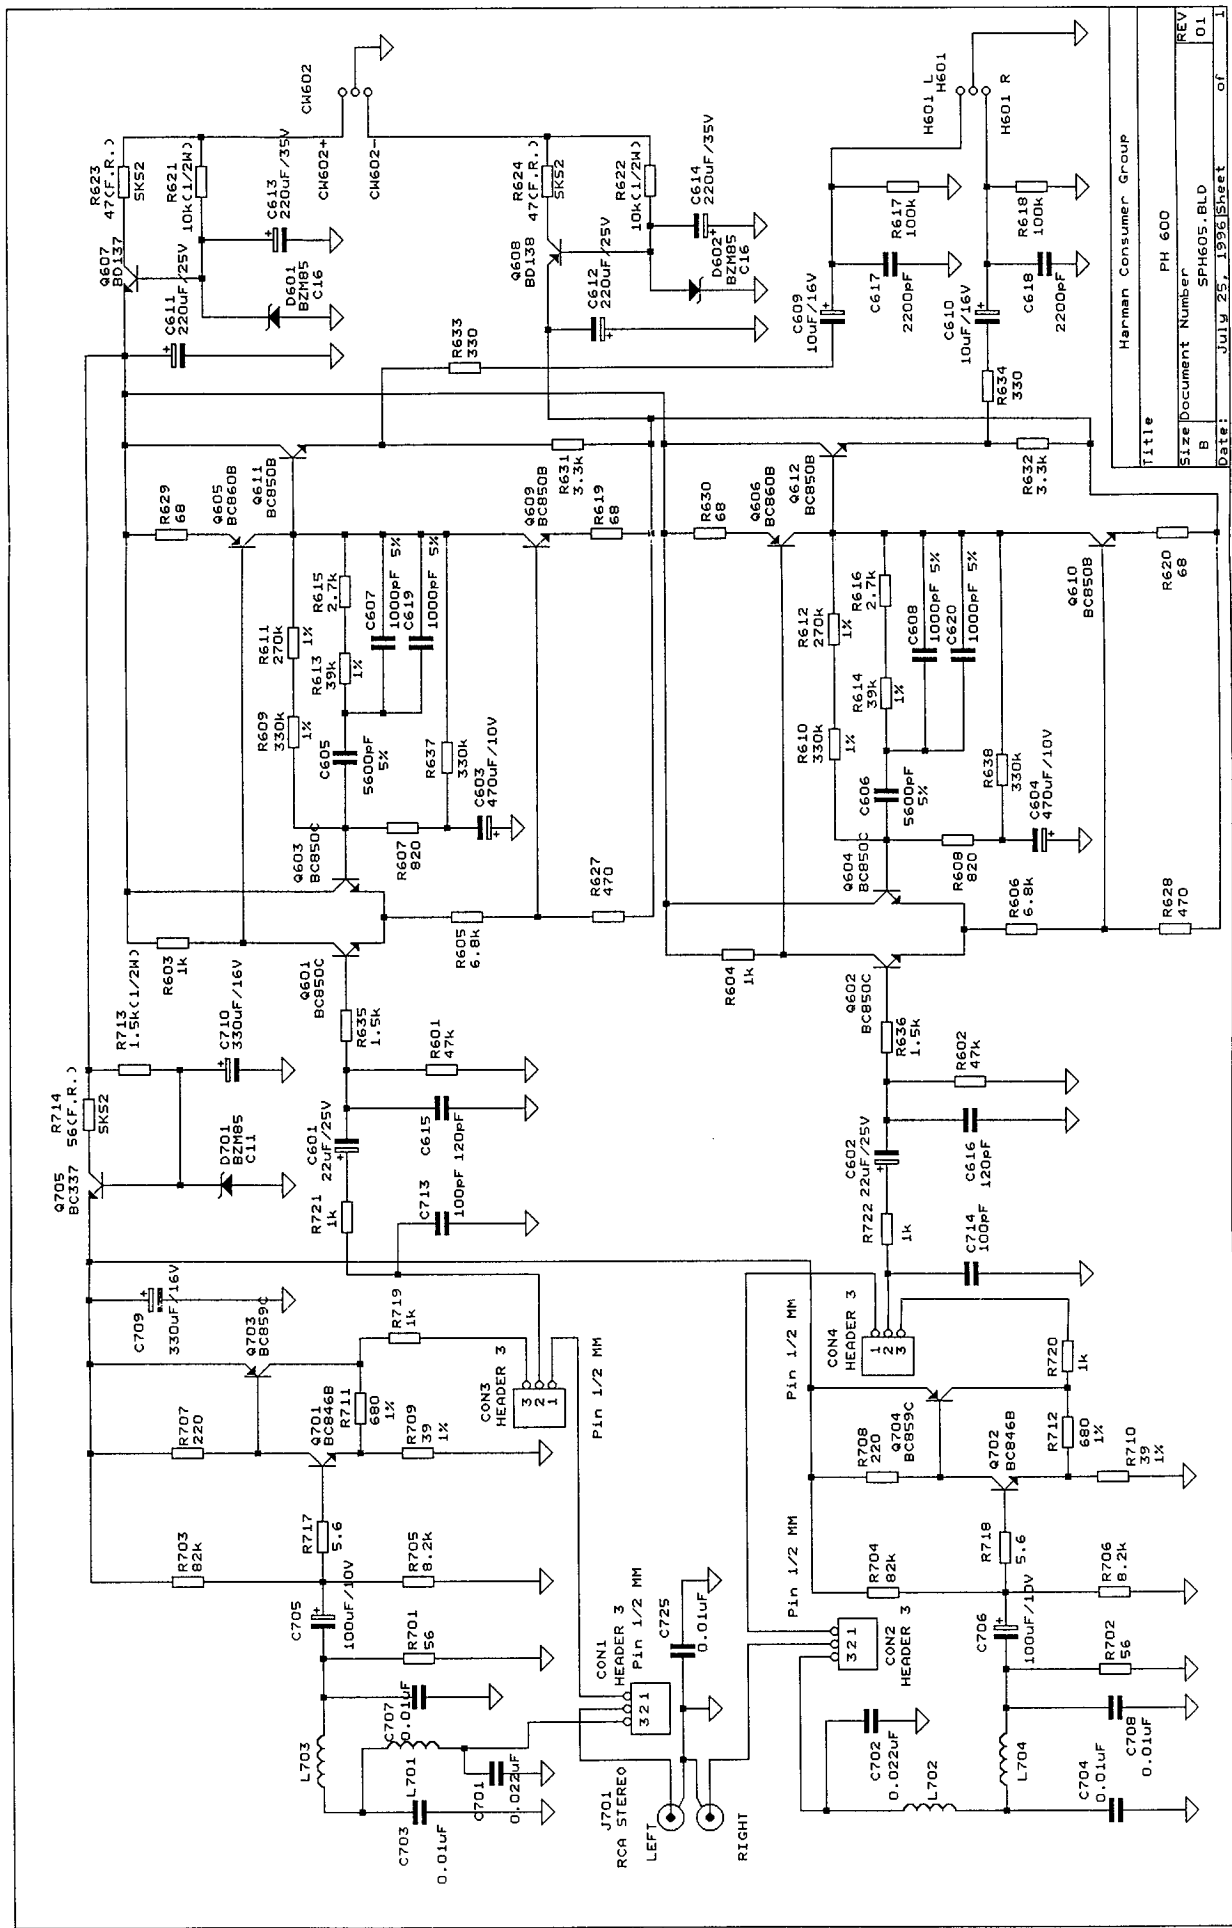 R714
56(F.R.)
SKS2
Q705
BC337
R713
1.5k(1/2W)
C710
330uF/16V
D701
BZM85
C11
C709
330uF/16V
Q703
BC859C
R707
220
R703
82k
Q701
BC846B
R711
680
1%
R709
39
1%
R719
1k
R717
5.6
C705
100uF/10V
R705
8.2k
R701
56
L703
C707
0.01uF
L701
C701
0.022uF
C703
0.01uF
CON3
HEADER 3
3 2 1
Pin 1/2 MM
CON1
HEADER 3
Pin 1/2 MM
3 2 1
J701
RCA STEREO
LEFT
RIGHT
C725
0.01uF
R721
1k
C601
22uF/25V
C713
100pF
C615
120pF
R601
47k
R635
1.5k
Q601
BC850C
R603
1k
Q603
BC850C
R605
6.8k
R627
470
R607
820
C603
470uF/10V
R637
330k
C605
5600pF
5%
R609
330k
1%
R611
270k
1%
R613
39k
1%
R615
2.7k
C607
1000pF 5%
C619
1000pF 5%
R629
68
Q605
BC860B
Q611
BC850B
Q609
BC850B
R619
68
R631
3.3k
R633
330
C611
220uF/25V
Q607
BD137
R623
47(F.R.)
SKS2
R621
10k(1/2W)
C613
220uF/35V
D601
BZM85
C16
CW602
CW602+
CW602-
R624
47(F.R.)
SKS2
Q608
BD138
R622
10k(1/2W)
C614
220uF/35V
D602
BZM85
C16
C612
220uF/25V
C609
10uF/16V
C617
2200pF
R617
100k
H601 L
H601
H601 R
C610
10uF/16V
C618
2200pF
R618
100k
R634
330
R630
68
Q606
BC860B
Q612
BC850B
R632
3.3k
Q610
BC850B
R620
68
R612
270k
1%
R610
330k
1%
R616
2.7k
R614
39k
1%
C608
1000pF 5%
C620
1000pF 5%
C606
5600pF
5%
R638
330k
C604
470uF/10V
R608
820
Q604
BC850C
R606
6.8k
R628
470
R604
1k
Q602
BC850C
R636
1.5k
R602
47k
C602
22uF/25V
C616
120pF
R722
1k
C714
100pF
CON4
HEADER 3
1 2 3
Pin 1/2 MM
R720
1k
R708
220
Q704
BC859C
Q702
BC846B
R712
680
1%
R710
39
1%
R704
82k
R718
5.6
R706
8.2k
C706
100uF/10V
R702
56
Pin 1/2 MM
CON2
HEADER 3
3 2 1
C702
0.022uF
L702
L704
C704
0.01uF
C708
0.01uF
Harman Consumer Group
Title
PH 600
Size Document Number REV
B SPH605.BLD 01
Date: July 25, 1996 Sheet of 1